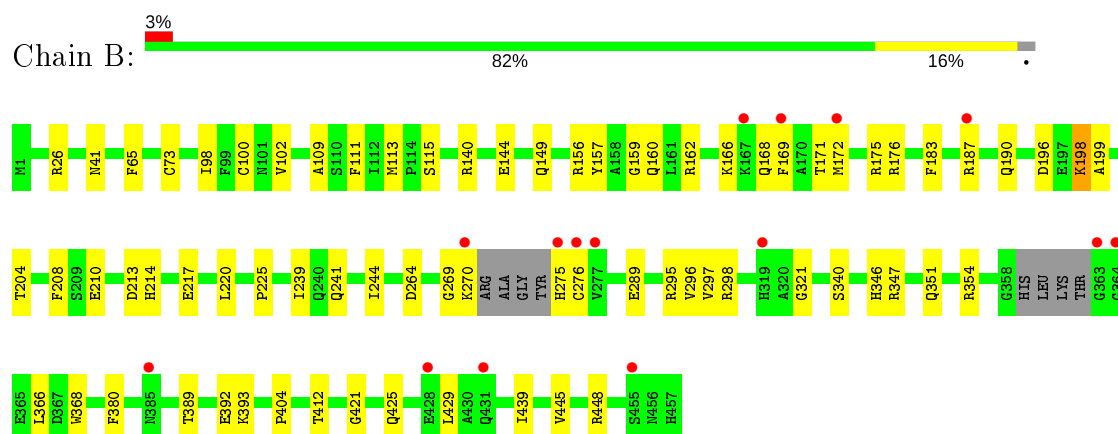 3%
Chain B:
82% 16% •
M1 R26 N41 F65 C73 I98 F99 C100 N101 V102 A109 S110 F111 I112 M113 P114 S115 R140 E144 Q149 R156 Y157 A158 G159 Q160 L161 R162 K166 K167 Q168 F169 A170 T171 M172 R175 R176 F183 R187 Q190 D196 E197 K198 A199
T204 F208 S209 E210 D213 H214 E217 L220 P225 I239 Q240 Q241 I244 D264 G269 K270 ARG ALA GLY TYR H275 C276 V277 E289 R295 V296 V297 R298 H319 A320 G321 S340 H346 R347 Q351 R354 G358 HIS LEU LYS THR G363 G364
E365 L366 D367 W368 F380 N385 T389 E392 K393 P404 T412 G421 Q425 E428 L429 A430 Q431 I439 V445 R448 S455 N456 H457